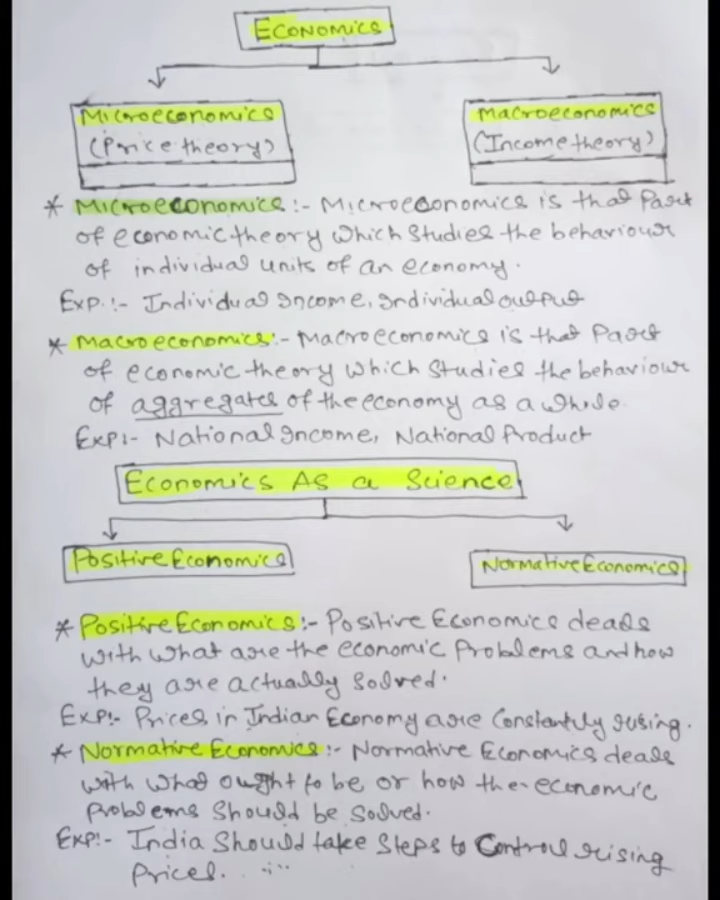 Economics
Microeconomics
(Price theory)
Macroeconomics
(Income theory)
* Microeconomics :- Microeconomics is that Part
of economic theory which Studies the behaviour
of individual units of an economy.
Exp.:- Individual Income, Individual output
* Macroeconomics:- Macroeconomics is that Part
of economic theory which Studies the behaviour
of aggregates of the economy as a whole.
Exp:- National Income, National Product
Economics As a Science
Positive Economics
Normative Economics
* Positive Economics :- Positive Economics deals
with what are the economic Problems and how
they are actually Solved.
Exp:- Prices in Indian Economy are Constantly rising.
* Normative Economics :- Normative Economics deals
with what ought to be or how the economic
Problems Should be Solved.
Exp:- India Should take Steps to Control rising
Prices.